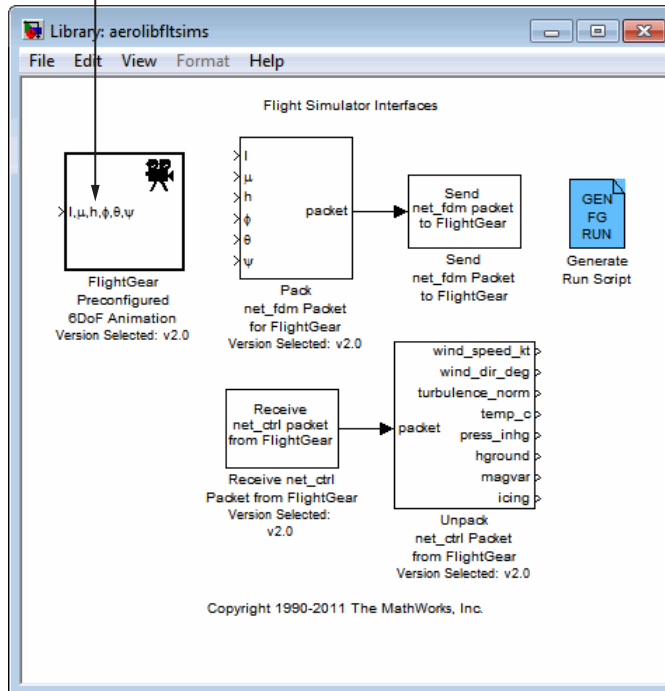 Library: aerolibfltsims
File Edit View Format Help
Flight Simulator Interfaces
l,μ,h,ϕ,θ,ψ
FlightGear
Preconfigured
6DoF Animation
Version Selected: v2.0
l
μ
h
ϕ
θ
ψ
packet
Pack
net_fdm Packet
for FlightGear
Version Selected: v2.0
Send
net_fdm packet
to FlightGear
Send
net_fdm Packet
to FlightGear
GEN
FG
RUN
Generate
Run Script
Receive
net_ctrl packet
from FlightGear
Receive net_ctrl
Packet from FlightGear
Version Selected:
v2.0
packet
wind_speed_kt
wind_dir_deg
turbulence_norm
temp_c
press_inhg
hground
magvar
icing
Unpack
net_ctrl Packet
from FlightGear
Version Selected: v2.0
Copyright 1990-2011 The MathWorks, Inc.